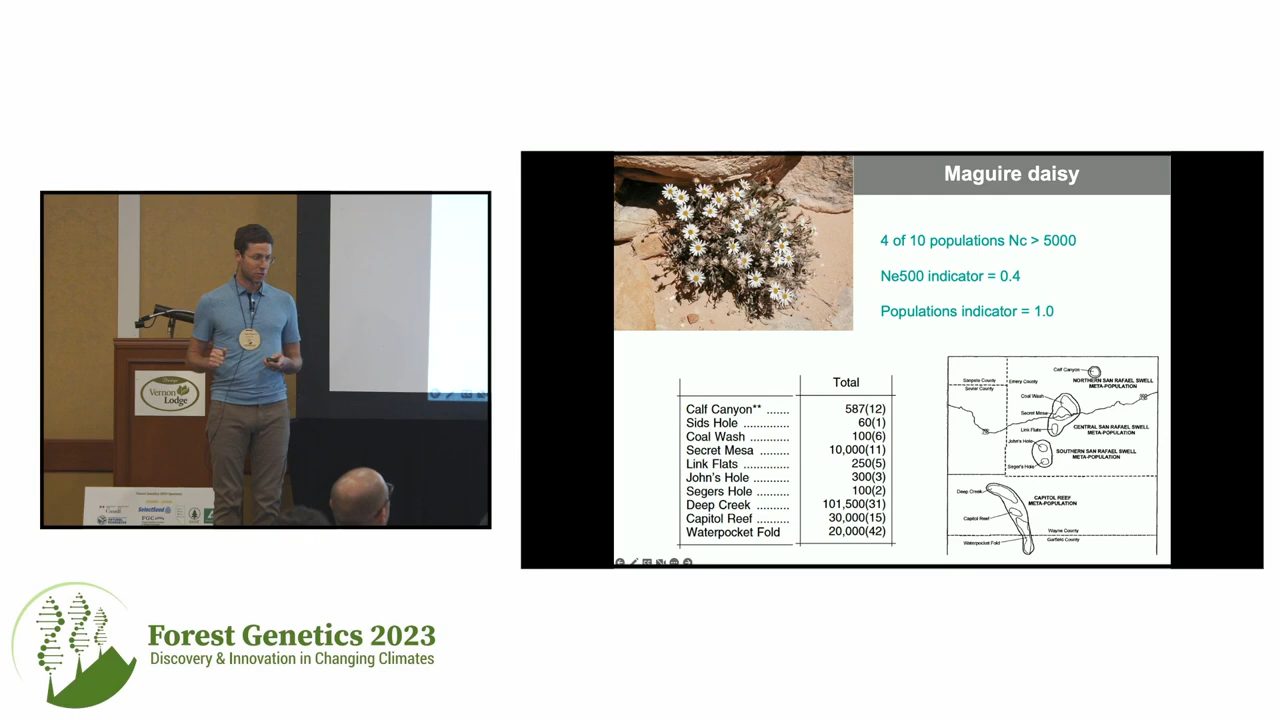 Maguire daisy
4 of 10 populations Nc > 5000
Ne500 indicator = 0.4
Populations indicator = 1.0
Total
Calf Canyon** ....... 587(12)
Sids Hole ............... 60(1)
Coal Wash ........... 100(6)
Secret Mesa ......... 10,000(11)
Link Flats ............. 250(5)
John's Hole ........... 300(3)
Segers Hole .......... 100(2)
Deep Creek ........... 101,500(31)
Capitol Reef .......... 30,000(15)
Waterpocket Fold 20,000(42)
Calf Canyon
NORTHERN SAN RAFAEL SWELL
META-POPULATION
Sanpete County
Emery County
Sevier County
Coal Wash
Secret Mesa
CENTRAL SAN RAFAEL SWELL
META-POPULATION
Link Flats
John's Hole
SOUTHERN SAN RAFAEL SWELL
META-POPULATION
Seger's Hole
Deep Creek
CAPITOL REEF
META-POPULATION
Capitol Reef
Wayne County
Waterpocket Fold
Garfield County
Vernon
Lodge
Canada
SelectSeed
FGC
Forest Genetics 2023
Discovery & Innovation in Changing Climates